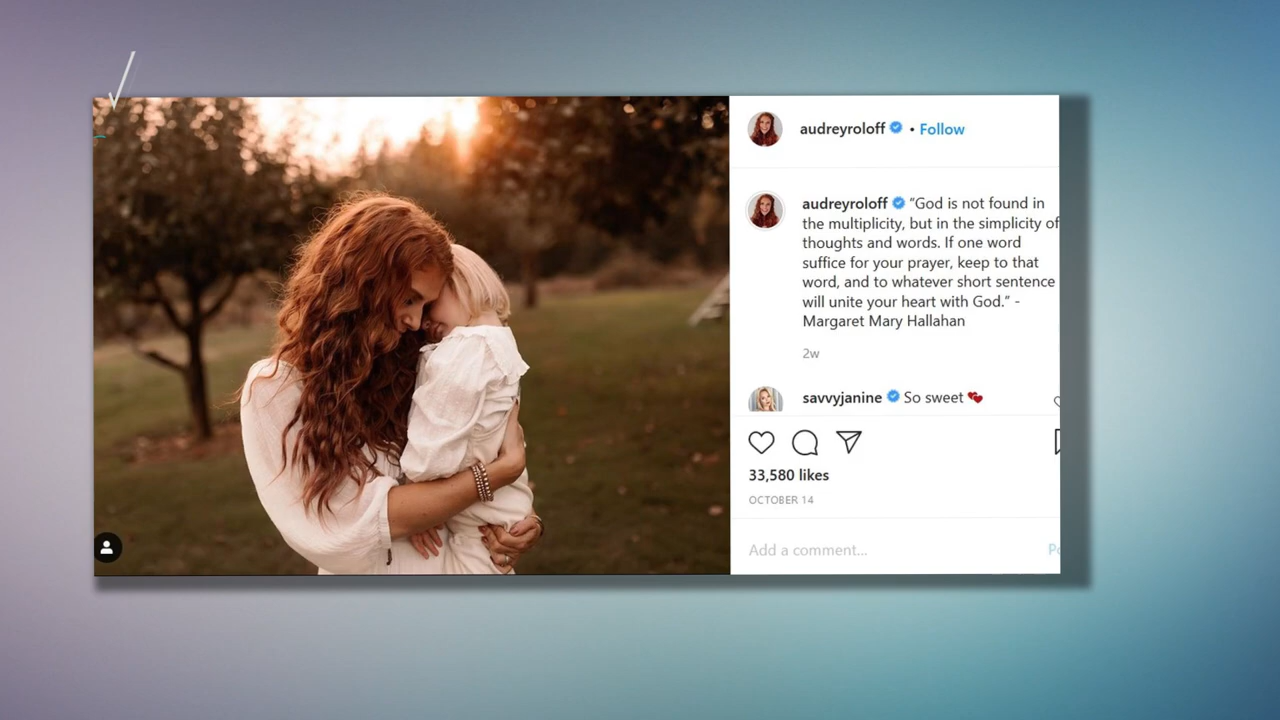 audreyroloff • Follow
audreyroloff "God is not found in
the multiplicity, but in the simplicity of
thoughts and words. If one word
suffice for your prayer, keep to that
word, and to whatever short sentence
will unite your heart with God." -
Margaret Mary Hallahan
2w
savvyjanine So sweet
33,580 likes
OCTOBER 14
Add a comment...